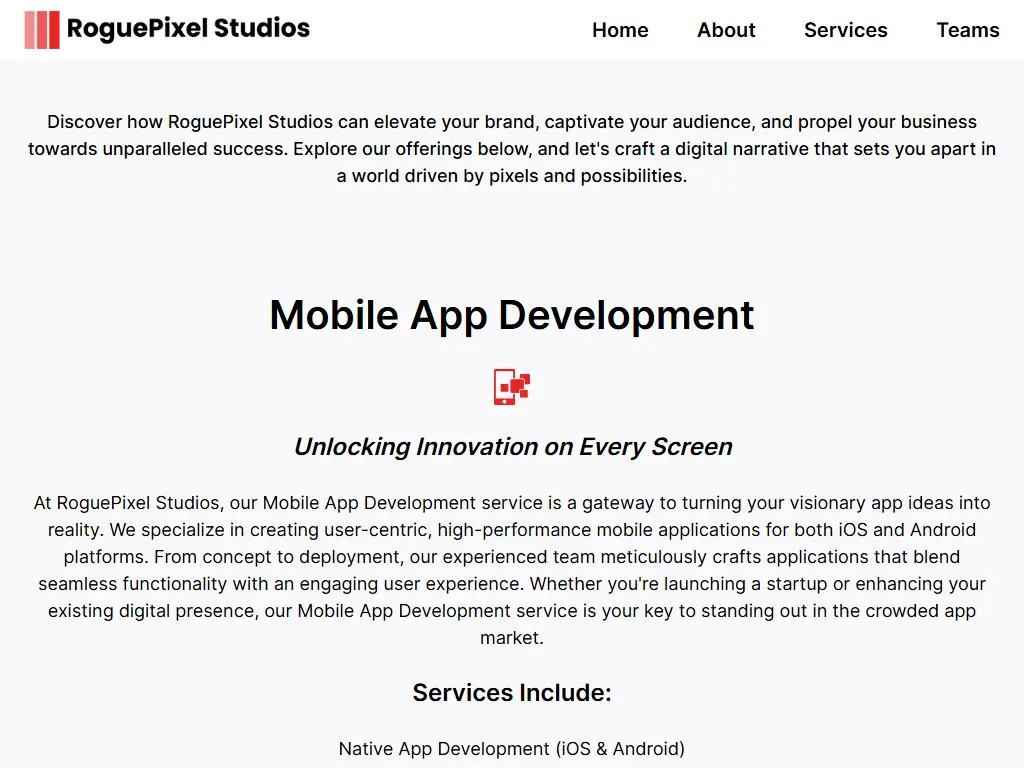 RoguePixel Studios
Home
About
Services
Teams
Discover how RoguePixel Studios can elevate your brand, captivate your audience, and propel your business
towards unparalleled success. Explore our offerings below, and let's craft a digital narrative that sets you apart in
a world driven by pixels and possibilities.
Mobile App Development
Unlocking Innovation on Every Screen
At RoguePixel Studios, our Mobile App Development service is a gateway to turning your visionary app ideas into
reality. We specialize in creating user-centric, high-performance mobile applications for both iOS and Android
platforms. From concept to deployment, our experienced team meticulously crafts applications that blend
seamless functionality with an engaging user experience. Whether you're launching a startup or enhancing your
existing digital presence, our Mobile App Development service is your key to standing out in the crowded app
market.
Services Include:
Native App Development (iOS & Android)